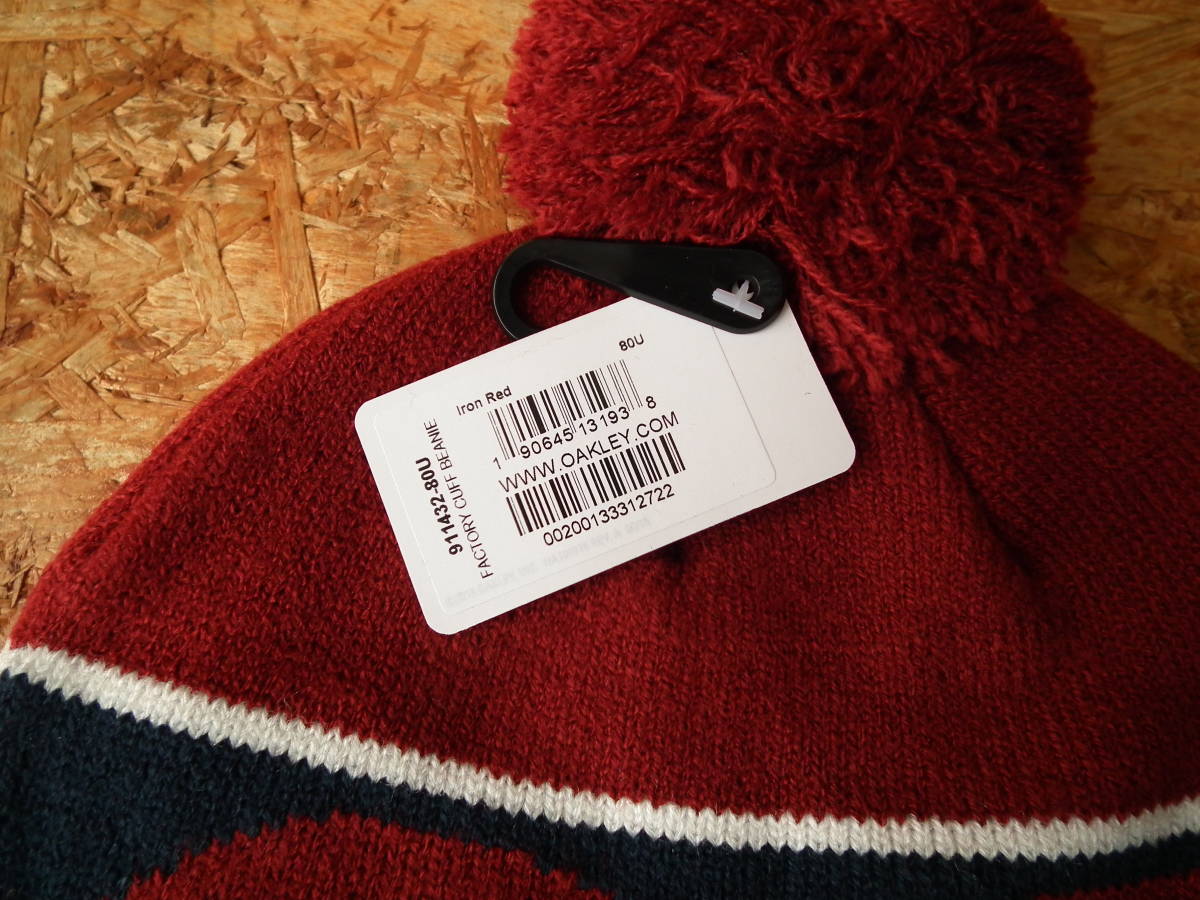 911432-80U
FACTORY CUFF BEANIE
Iron Red
80U
1 90645 13193 8
WWW.OAKLEY.COM
00200133312722